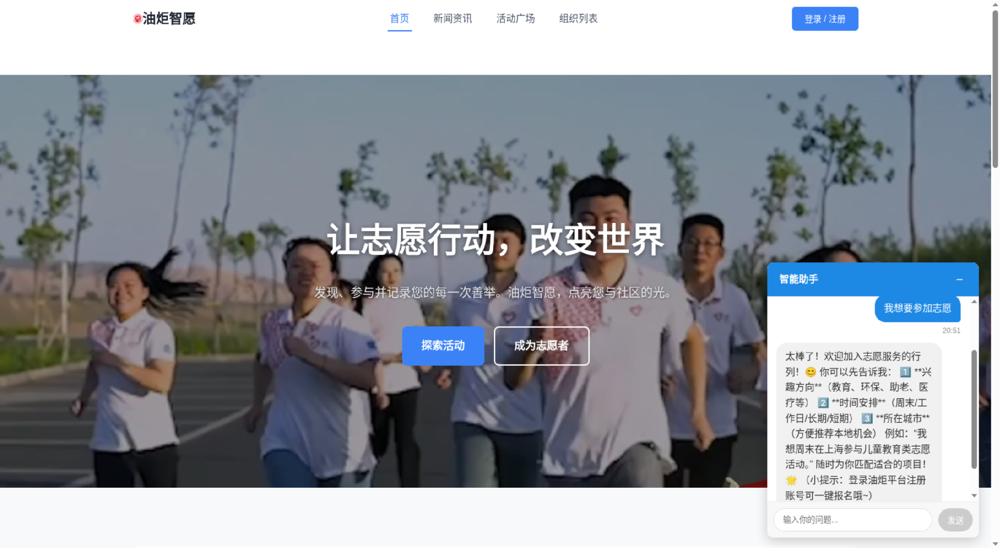 油炬智愿
首页 新闻资讯 活动广场 组织列表
登录 / 注册
让志愿行动，改变世界
发现、参与并记录您的每一次善举。油炬智愿，点亮您与社区的光。
探索活动 成为志愿者
智能助手 –
我想要参加志愿
20:51
太棒了！欢迎加入志愿服务的行
列！😊 你可以先告诉我： 1️⃣ **兴
趣方向**（教育、环保、助老、医
疗等） 2️⃣ **时间安排**（周末/工
作日/长期/短期） 3️⃣ **所在城市**
（方便推荐本地机会） 例如：“我
想周末在上海参与儿童教育类志愿
活动。” 随时为你匹配适合的项目！
🌟 （小提示：登录油炬平台注册
账号可一键报名哦~）
输入你的问题... 发送